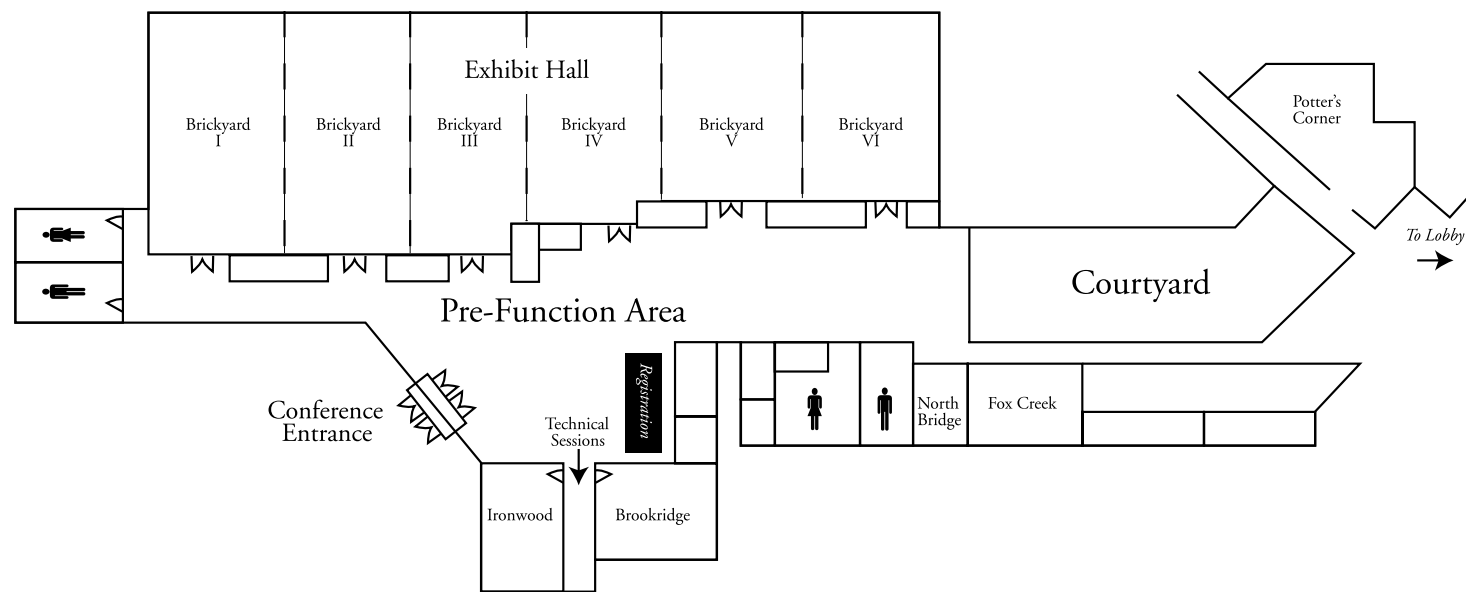 Exhibit Hall
Brickyard
I
Brickyard
II
Brickyard
III
Brickyard
IV
Brickyard
V
Brickyard
VI
Potter's
Corner
To Lobby
Courtyard
Pre-Function Area
Registration
Conference
Entrance
Technical
Sessions
North
Bridge
Fox Creek
Ironwood
Brookridge